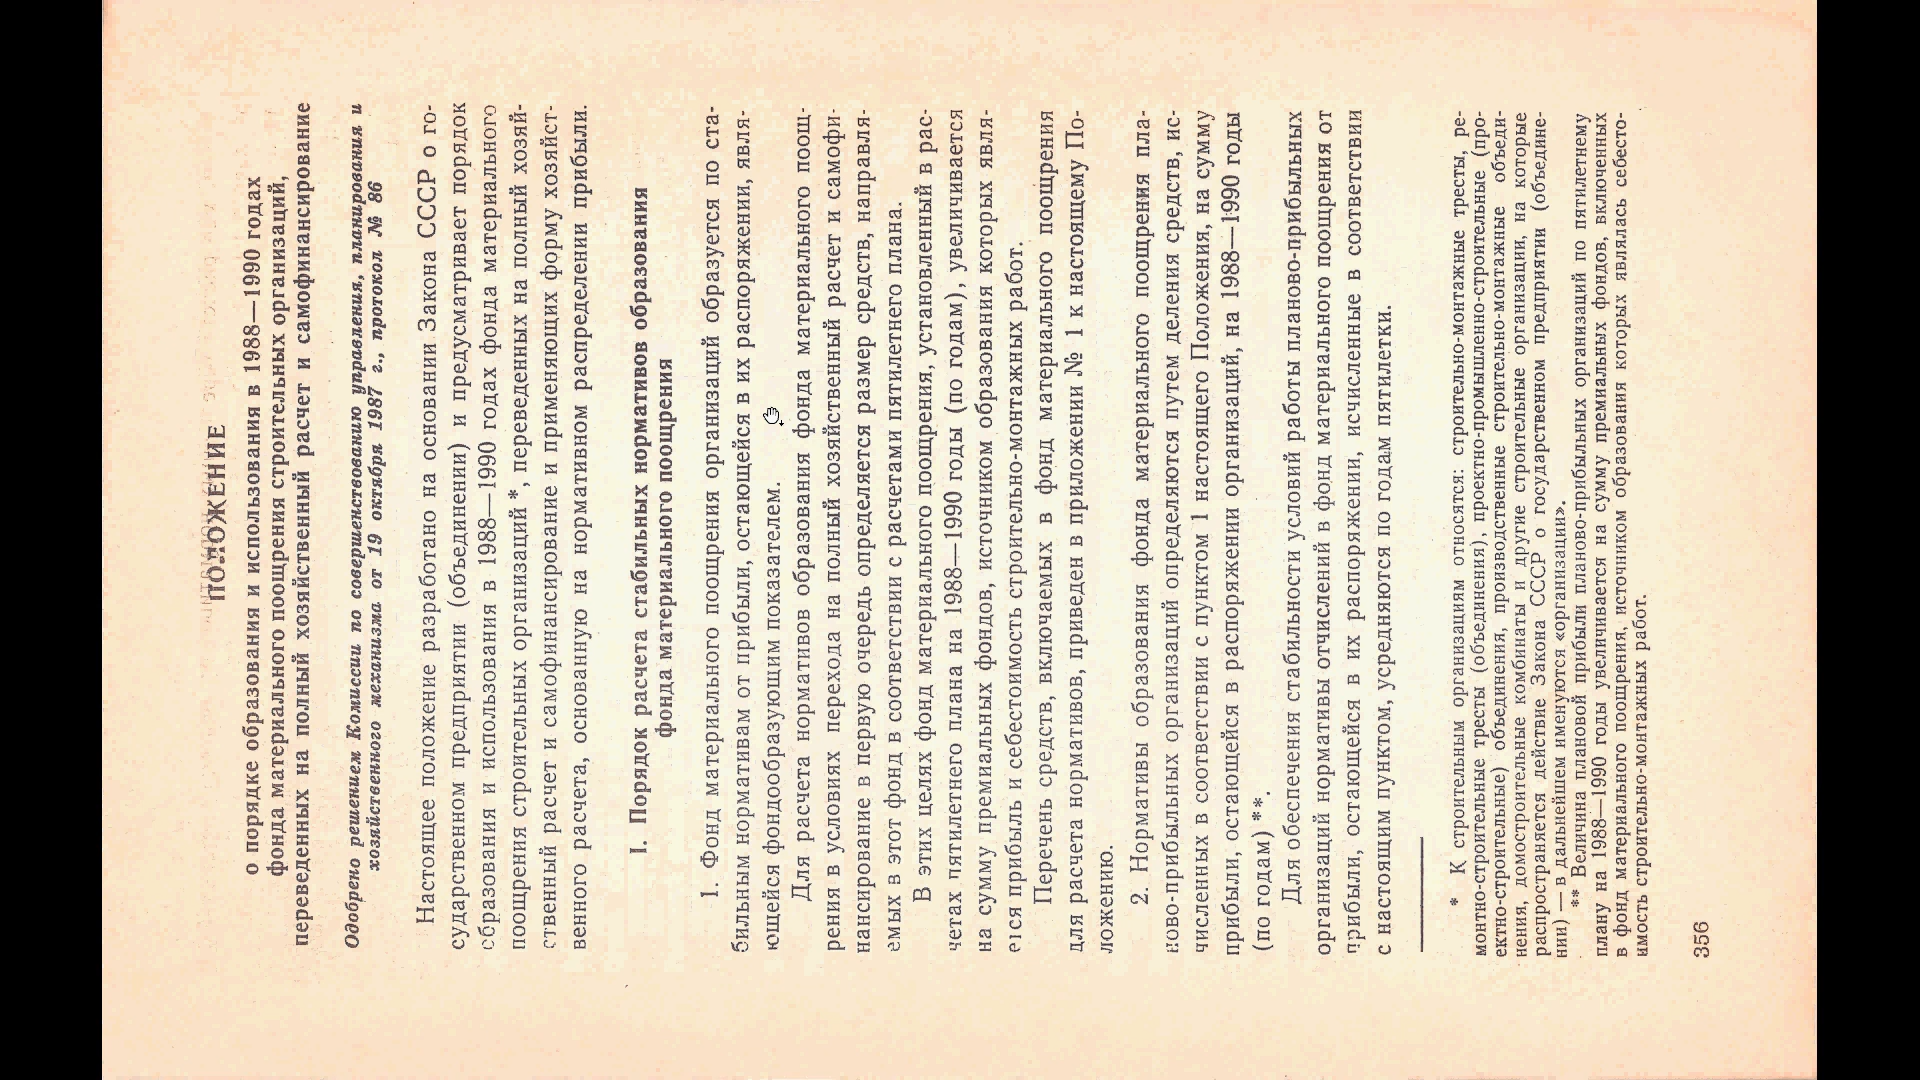 ПОЛОЖЕНИЕ
о порядке образования и использования в 1988—1990 годах
фонда материального поощрения строительных организаций,
переведенных на полный хозяйственный расчет и самофинансирование
Одобрено решением Комиссии по совершенствованию управления, планирования и
хозяйственного механизма от 19 октября 1987 г., протокол № 86
Настоящее положение разработано на основании Закона СССР о го-
сударственном предприятии (объединении) и предусматривает порядок
образования и использования в 1988—1990 годах фонда материального
поощрения строительных организаций *, переведенных на полный хозяй-
ственный расчет и самофинансирование и применяющих форму хозяйст-
венного расчета, основанную на нормативном распределении прибыли.
I. Порядок расчета стабильных нормативов образования
фонда материального поощрения
1. Фонд материального поощрения организаций образуется по ста-
бильным нормативам от прибыли, остающейся в их распоряжении, явля-
ющейся фондообразующим показателем.
Для расчета нормативов образования фонда материального поощ-
рения в условиях перехода на полный хозяйственный расчет и самофи-
нансирование в первую очередь определяется размер средств, направля-
емых в этот фонд в соответствии с расчетами пятилетнего плана.
В этих целях фонд материального поощрения, установленный в рас-
четах пятилетнего плана на 1988—1990 годы (по годам), увеличивается
на сумму премиальных фондов, источником образования которых явля-
ется прибыль и себестоимость строительно-монтажных работ.
Перечень средств, включаемых в фонд материального поощрения
для расчета нормативов, приведен в приложении № 1 к настоящему По-
ложению.
2. Нормативы образования фонда материального поощрения пла-
ново-прибыльных организаций определяются путем деления средств, ис-
численных в соответствии с пунктом 1 настоящего Положения, на сумму
прибыли, остающейся в распоряжении организаций, на 1988—1990 годы
(по годам) **.
Для обеспечения стабильности условий работы планово-прибыльных
организаций нормативы отчислений в фонд материального поощрения от
прибыли, остающейся в их распоряжении, исчисленные в соответствии
с настоящим пунктом, усредняются по годам пятилетки.
* К строительным организациям относятся: строительно-монтажные тресты, ре-
монтно-строительные тресты (объединения), проектно-промышленно-строительные (про-
ектно-строительные) объединения, производственные строительно-монтажные объеди-
нения, домостроительные комбинаты и другие строительные организации, на которые
распространяется действие Закона СССР о государственном предприятии (объедине-
нии) — в дальнейшем именуются «организации».
** Величина плановой прибыли планово-прибыльных организаций по пятилетнему
плану на 1988—1990 годы увеличивается на сумму премиальных фондов, включенных
в фонд материального поощрения, источником образования которых являлась себесто-
имость строительно-монтажных работ.
356